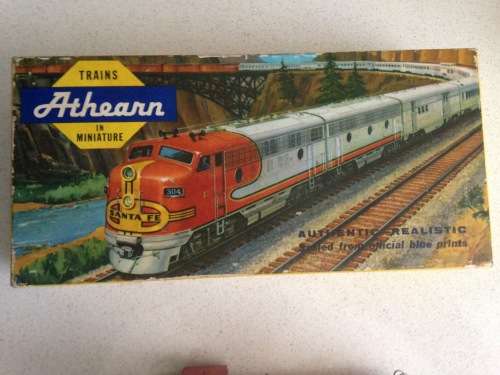 TRAINS
Athearn
IN
MINIATURE
304
SANTA FE
AUTHENTIC - REALISTIC
Scaled from official blue prints